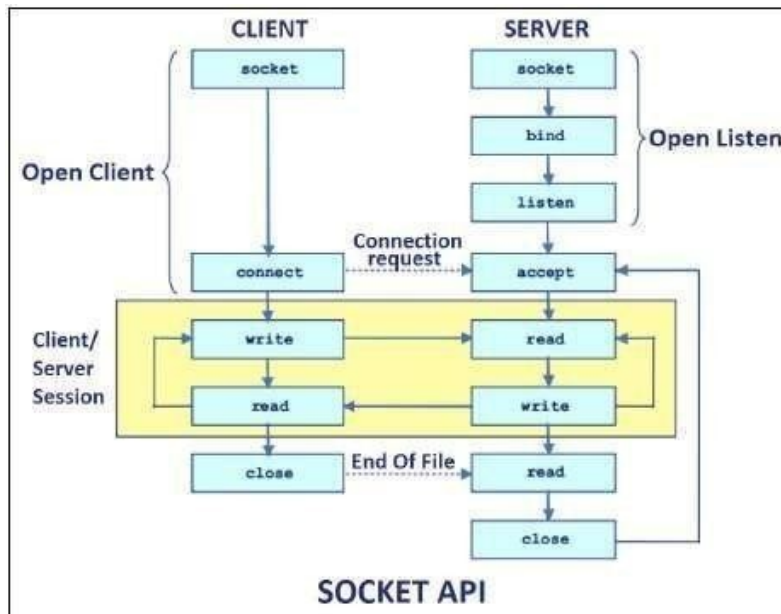 CLIENT SERVER
socket socket
bind
Open Client Open Listen
listen
Connection
request
connect accept
Client/
Server
Session
write read
read write
End Of File
close read
close
SOCKET API